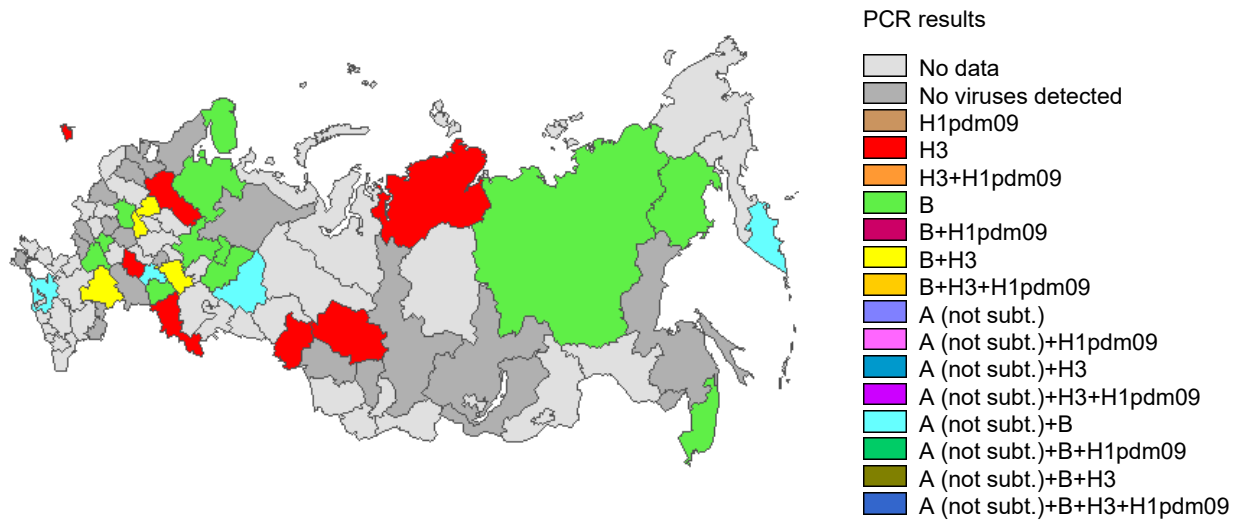 PCR results
No data
No viruses detected
H1pdm09
H3
H3+H1pdm09
B
B+H1pdm09
B+H3
B+H3+H1pdm09
A (not subt.)
A (not subt.)+H1pdm09
A (not subt.)+H3
A (not subt.)+H3+H1pdm09
A (not subt.)+B
A (not subt.)+B+H1pdm09
A (not subt.)+B+H3
A (not subt.)+B+H3+H1pdm09